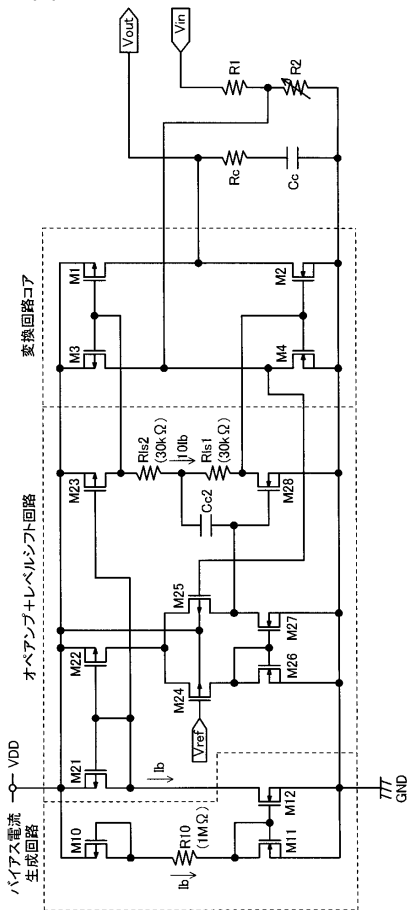 バイアス電流
生成回路
オペアンプ＋レベルシフト回路
変換回路コア
VDD
Vout
Vin
M10
M21
M22
M23
M3
M1
R1
R2
Rc
Cc
R10
(1MΩ)
Ib
Ib
M24
M25
Vref
Cc2
Rls2
(30kΩ)
10Ib
Rls1
(30kΩ)
M11
M12
M26
M27
M28
M4
M2
GND